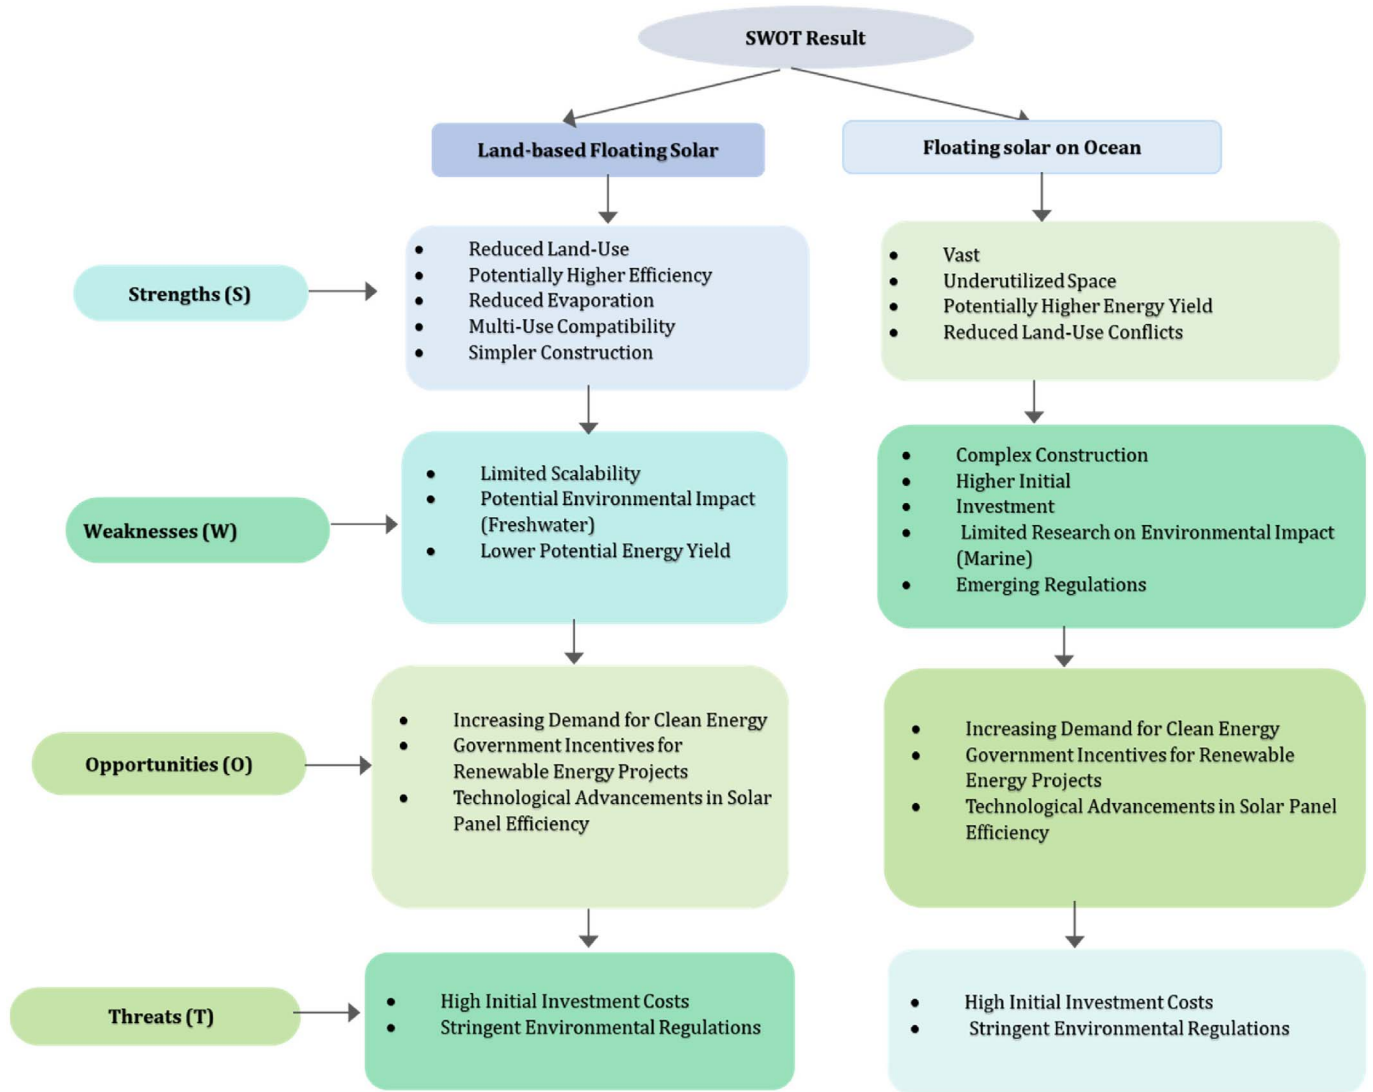 SWOT Result
Land-based Floating Solar
Floating solar on Ocean
Strengths (S)
• Reduced Land-Use
• Potentially Higher Efficiency
• Reduced Evaporation
• Multi-Use Compatibility
• Simpler Construction
• Vast
• Underutilized Space
• Potentially Higher Energy Yield
• Reduced Land-Use Conflicts
Weaknesses (W)
• Limited Scalability
• Potential Environmental Impact
(Freshwater)
• Lower Potential Energy Yield
• Complex Construction
• Higher Initial
• Investment
• Limited Research on Environmental Impact
(Marine)
• Emerging Regulations
Opportunities (O)
• Increasing Demand for Clean Energy
• Government Incentives for
Renewable Energy Projects
• Technological Advancements in Solar
Panel Efficiency
• Increasing Demand for Clean Energy
• Government Incentives for Renewable
Energy Projects
• Technological Advancements in Solar Panel
Efficiency
Threats (T)
• High Initial Investment Costs
• Stringent Environmental Regulations
• High Initial Investment Costs
• Stringent Environmental Regulations